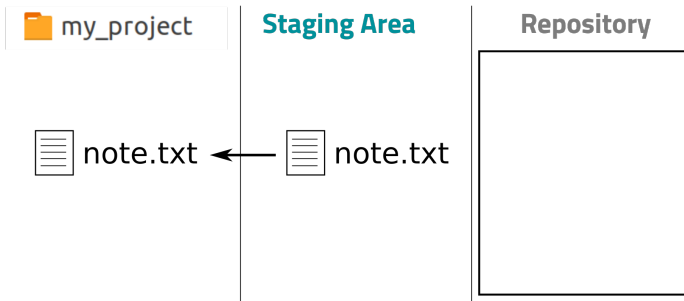 my_project
Staging Area
Repository
note.txt
note.txt